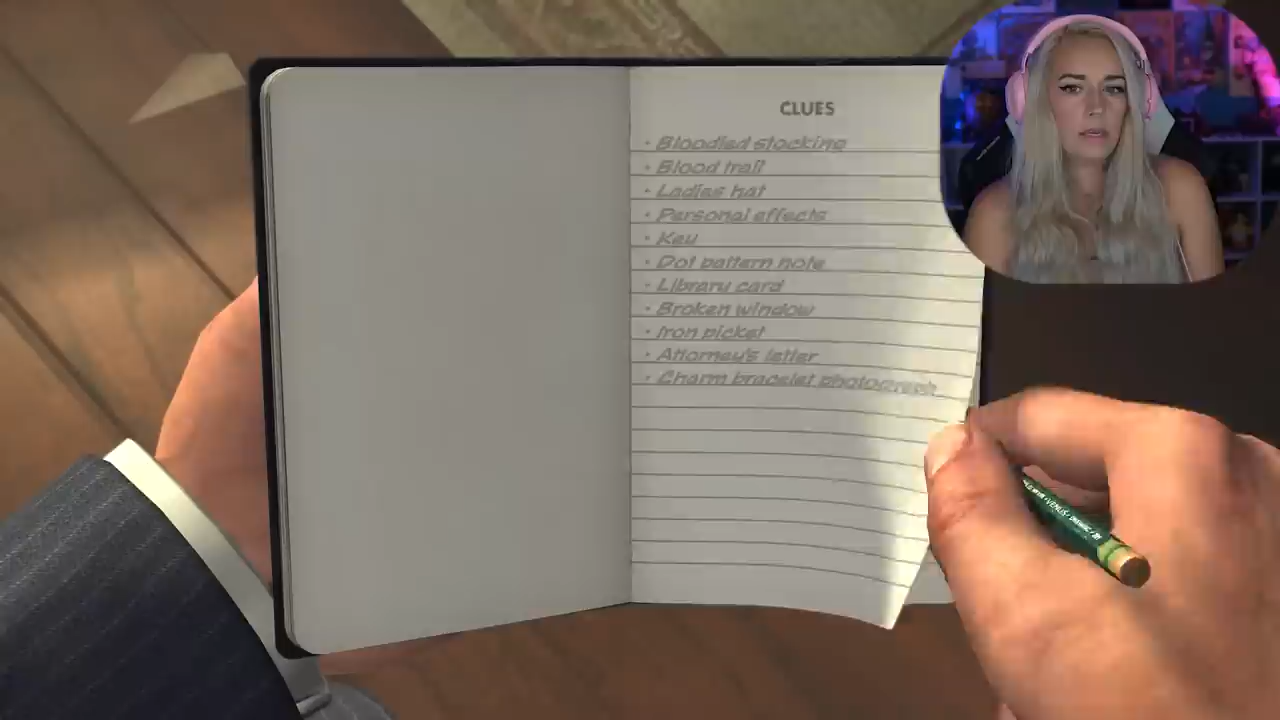 CLUES
· Bloodied stocking
· Blood trail
· Ladies hat
· Personal effects
· Key
· Dot pattern note
· Library card
· Broken window
· Iron picket
· Attorney's letter
· Charm bracelet photograph
VENUS